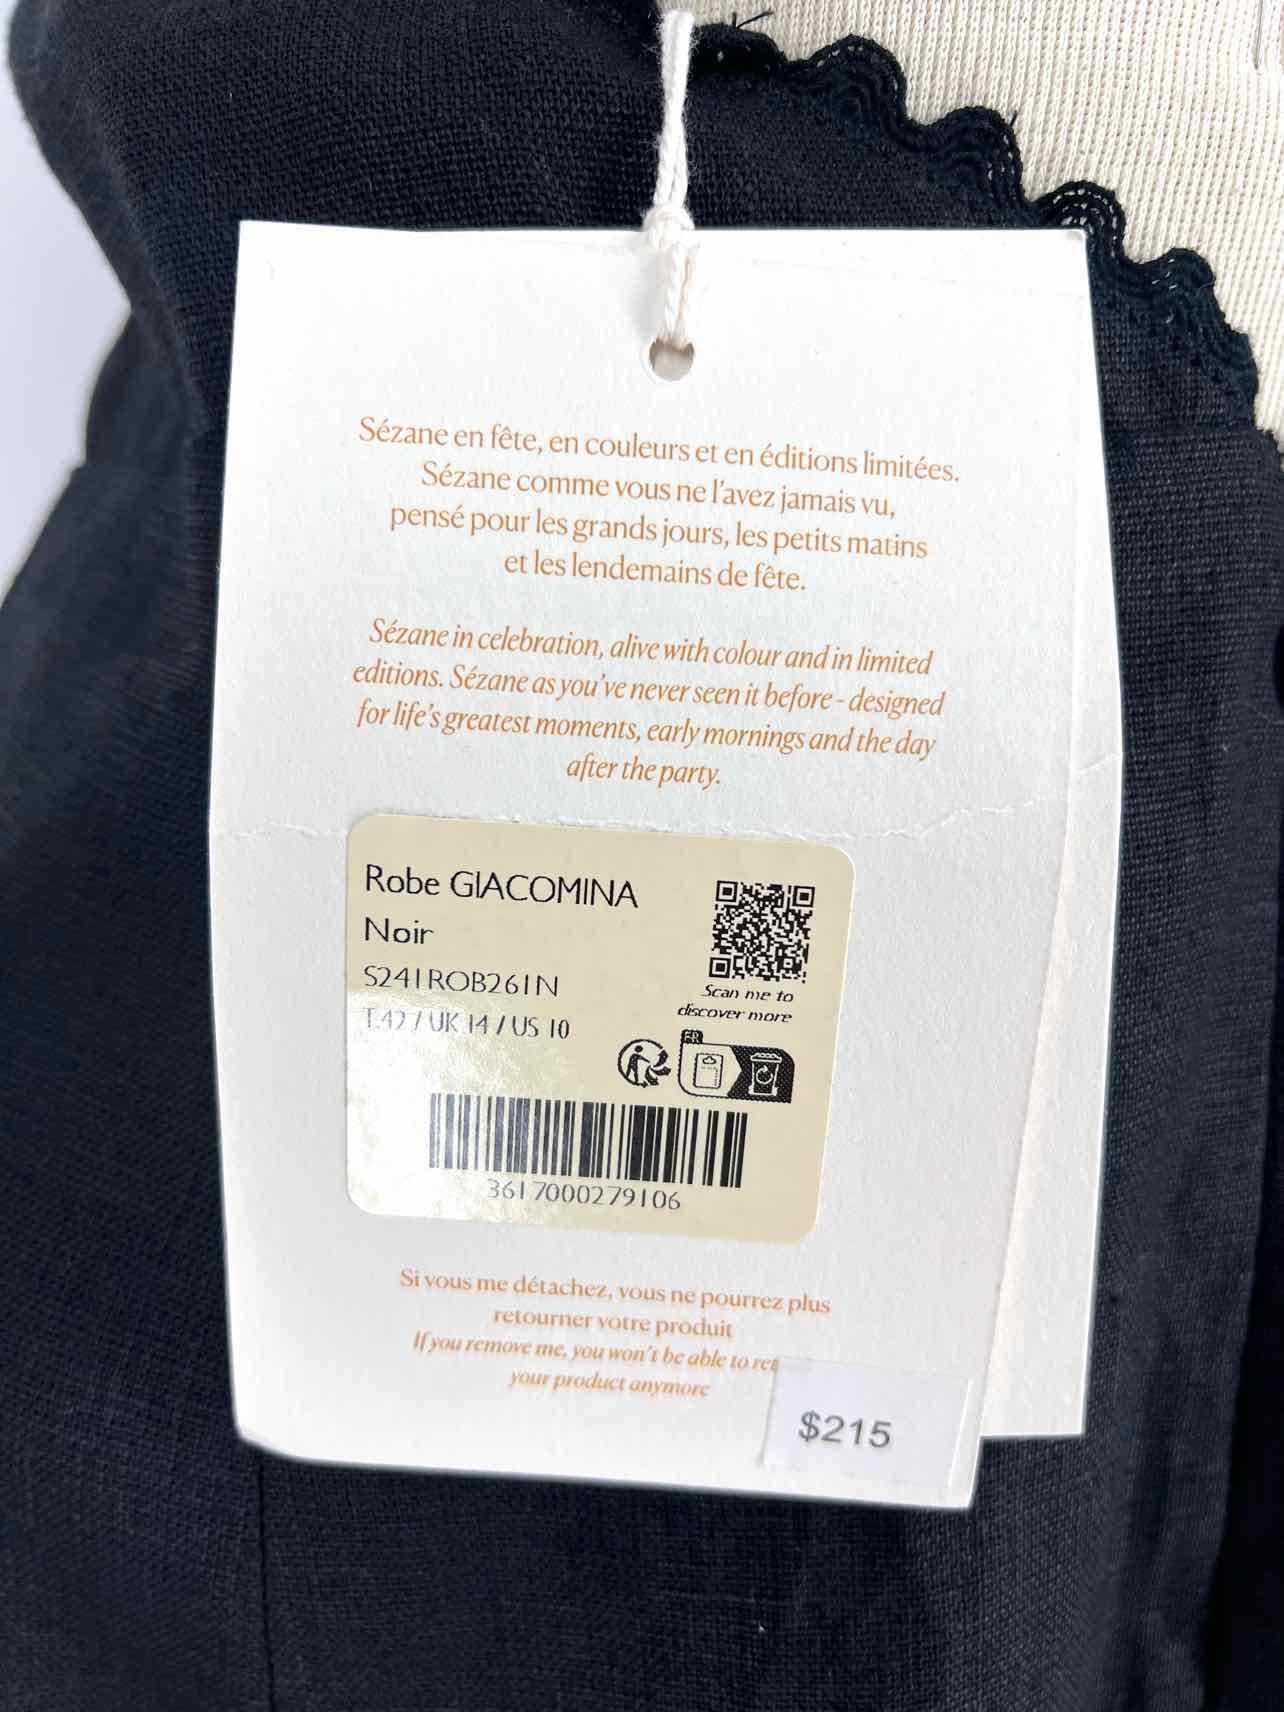 Sézane en fête, en couleurs et en éditions limitées.
Sézane comme vous ne l'avez jamais vu,
pensé pour les grands jours, les petits matins
et les lendemains de fête.
Sézane in celebration, alive with colour and in limited
editions. Sézane as you've never seen it before - designed
for life's greatest moments, early mornings and the day
after the party.
Robe GIACOMINA
Noir
S241ROB261N
T.42 / UK 14 / US 10
Scan me to
discover more
FR
3617000279106
Si vous me détachez, vous ne pourrez plus
retourner votre produit
If you remove me, you won't be able to ret
your product anymore
$215